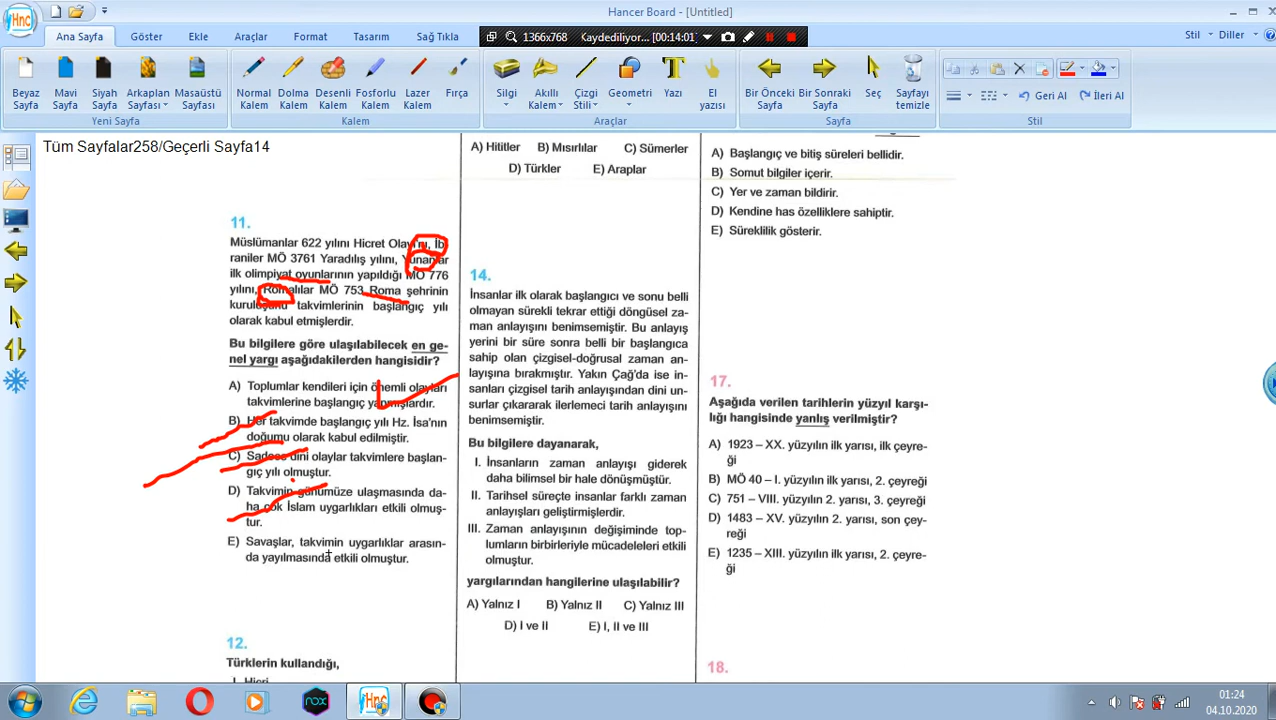 Hancer Board - [Untitled]
Ana Sayfa Göster Ekle Araçlar Format Tasarım Sağ Tıkla
1366x768 Kaydediliyor... [00:14:01]
Stil Diller
Beyaz Sayfa
Mavi Sayfa
Siyah Sayfa
Arkaplan Sayfası
Masaüstü Sayfası
Yeni Sayfa
Normal Kalem
Dolma Kalem
Desenli Kalem
Fosforlu Kalem
Lazer Kalem
Fırça
Kalem
Silgi
Akıllı Kalem
Çizgi Stili
Geometri
Yazı
El yazısı
Araçlar
Bir Önceki Sayfa
Bir Sonraki Sayfa
Seç
Sayfayı temizle
Sayfa
Geri Al
İleri Al
Stil
Tüm Sayfalar258/Geçerli Sayfa14
11.
Müslümanlar 622 yılını Hicret Olayı'nı, İb-
raniler MÖ 3761 Yaradılış yılını, Yunanlar
ilk olimpiyat oyunlarının yapıldığı MÖ 776
yılını, Romalılar MÖ 753 Roma şehrinin
kuruluşunu takvimlerinin başlangıç yılı
olarak kabul etmişlerdir.
Bu bilgilere göre ulaşılabilecek en ge-
nel yargı aşağıdakilerden hangisidir?
A) Toplumlar kendileri için önemli olayları
takvimlerine başlangıç yapmışlardır.
B) Her takvimde başlangıç yılı Hz. İsa'nın
doğumu olarak kabul edilmiştir.
C) Sadece dini olaylar takvimlere başlan-
gıç yılı olmuştur.
D) Takvimin günümüze ulaşmasında da-
ha çok İslam uygarlıkları etkili olmuş-
tur.
E) Savaşlar, takvimin uygarlıklar arasın-
da yayılmasında etkili olmuştur.
12.
Türklerin kullandığı,
I. Hicri
A) Hititler B) Mısırlılar C) Sümerler
D) Türkler E) Araplar
14.
İnsanlar ilk olarak başlangıcı ve sonu belli
olmayan sürekli tekrar ettiği döngüsel za-
man anlayışını benimsemiştir. Bu anlayış
yerini bir süre sonra belli bir başlangıca
sahip olan çizgisel-doğrusal zaman an-
layışına bırakmıştır. Yakın Çağ'da ise in-
sanları çizgisel tarih anlayışından dini un-
surlar çıkararak ilerlemeci tarih anlayışını
benimsemiştir.
Bu bilgilere dayanarak,
I. İnsanların zaman anlayışı giderek
daha bilimsel bir hale dönüşmüştür.
II. Tarihsel süreçte insanlar farklı zaman
anlayışları geliştirmişlerdir.
III. Zaman anlayışının değişiminde top-
lumların birbirleriyle mücadeleleri etkili
olmuştur.
yargılarından hangilerine ulaşılabilir?
A) Yalnız I B) Yalnız II C) Yalnız III
D) I ve II E) I, II ve III
A) Başlangıç ve bitiş süreleri bellidir.
B) Somut bilgiler içerir.
C) Yer ve zaman bildirir.
D) Kendine has özelliklere sahiptir.
E) Süreklilik gösterir.
17.
Aşağıda verilen tarihlerin yüzyıl karşı-
lığı hangisinde yanlış verilmiştir?
A) 1923 – XX. yüzyılın ilk yarısı, ilk çeyre-
ği
B) MÖ 40 – I. yüzyılın ilk yarısı, 2. çeyreği
C) 751 – VIII. yüzyılın 2. yarısı, 3. çeyreği
D) 1483 – XV. yüzyılın 2. yarısı, son çey-
reği
E) 1235 – XIII. yüzyılın ilk yarısı, 2. çeyre-
ği
18.
01:24
04.10.2020